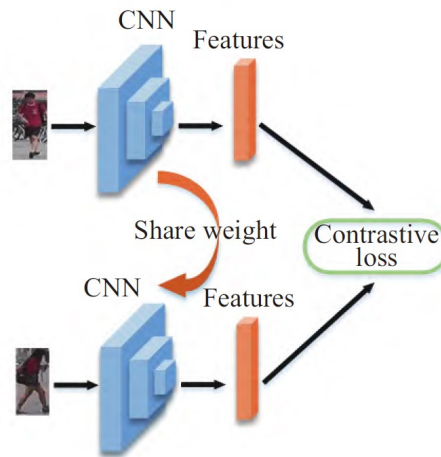 CNN
Features
Share weight
Contrastive
loss
CNN
Features